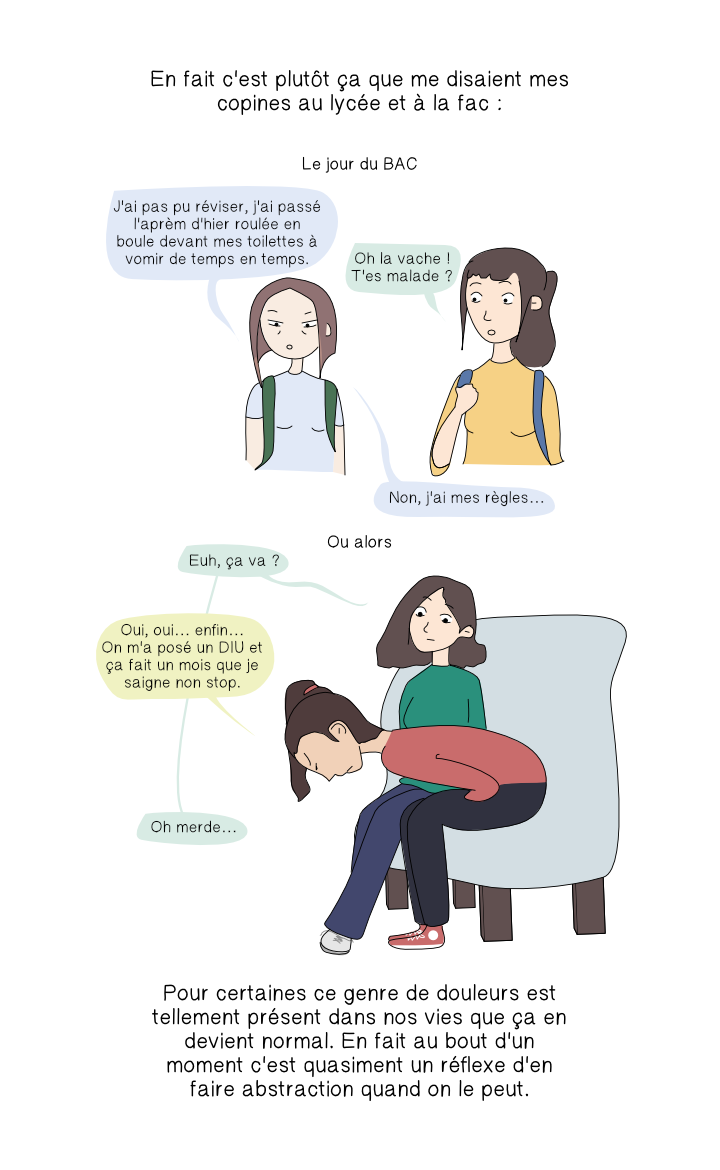 En fait c'est plutôt ça que me disaient mes
copines au lycée et à la fac :
Le jour du BAC
J'ai pas pu réviser, j'ai passé
l'aprèm d'hier roulée en
boule devant mes toilettes à
vomir de temps en temps.
Oh la vache !
T'es malade ?
Non, j'ai mes règles...
Ou alors
Euh, ça va ?
Oui, oui... enfin...
On m'a posé un DIU et
ça fait un mois que je
saigne non stop.
Oh merde...
Pour certaines ce genre de douleurs est
tellement présent dans nos vies que ça en
devient normal. En fait au bout d'un
moment c'est quasiment un réflexe d'en
faire abstraction quand on le peut.